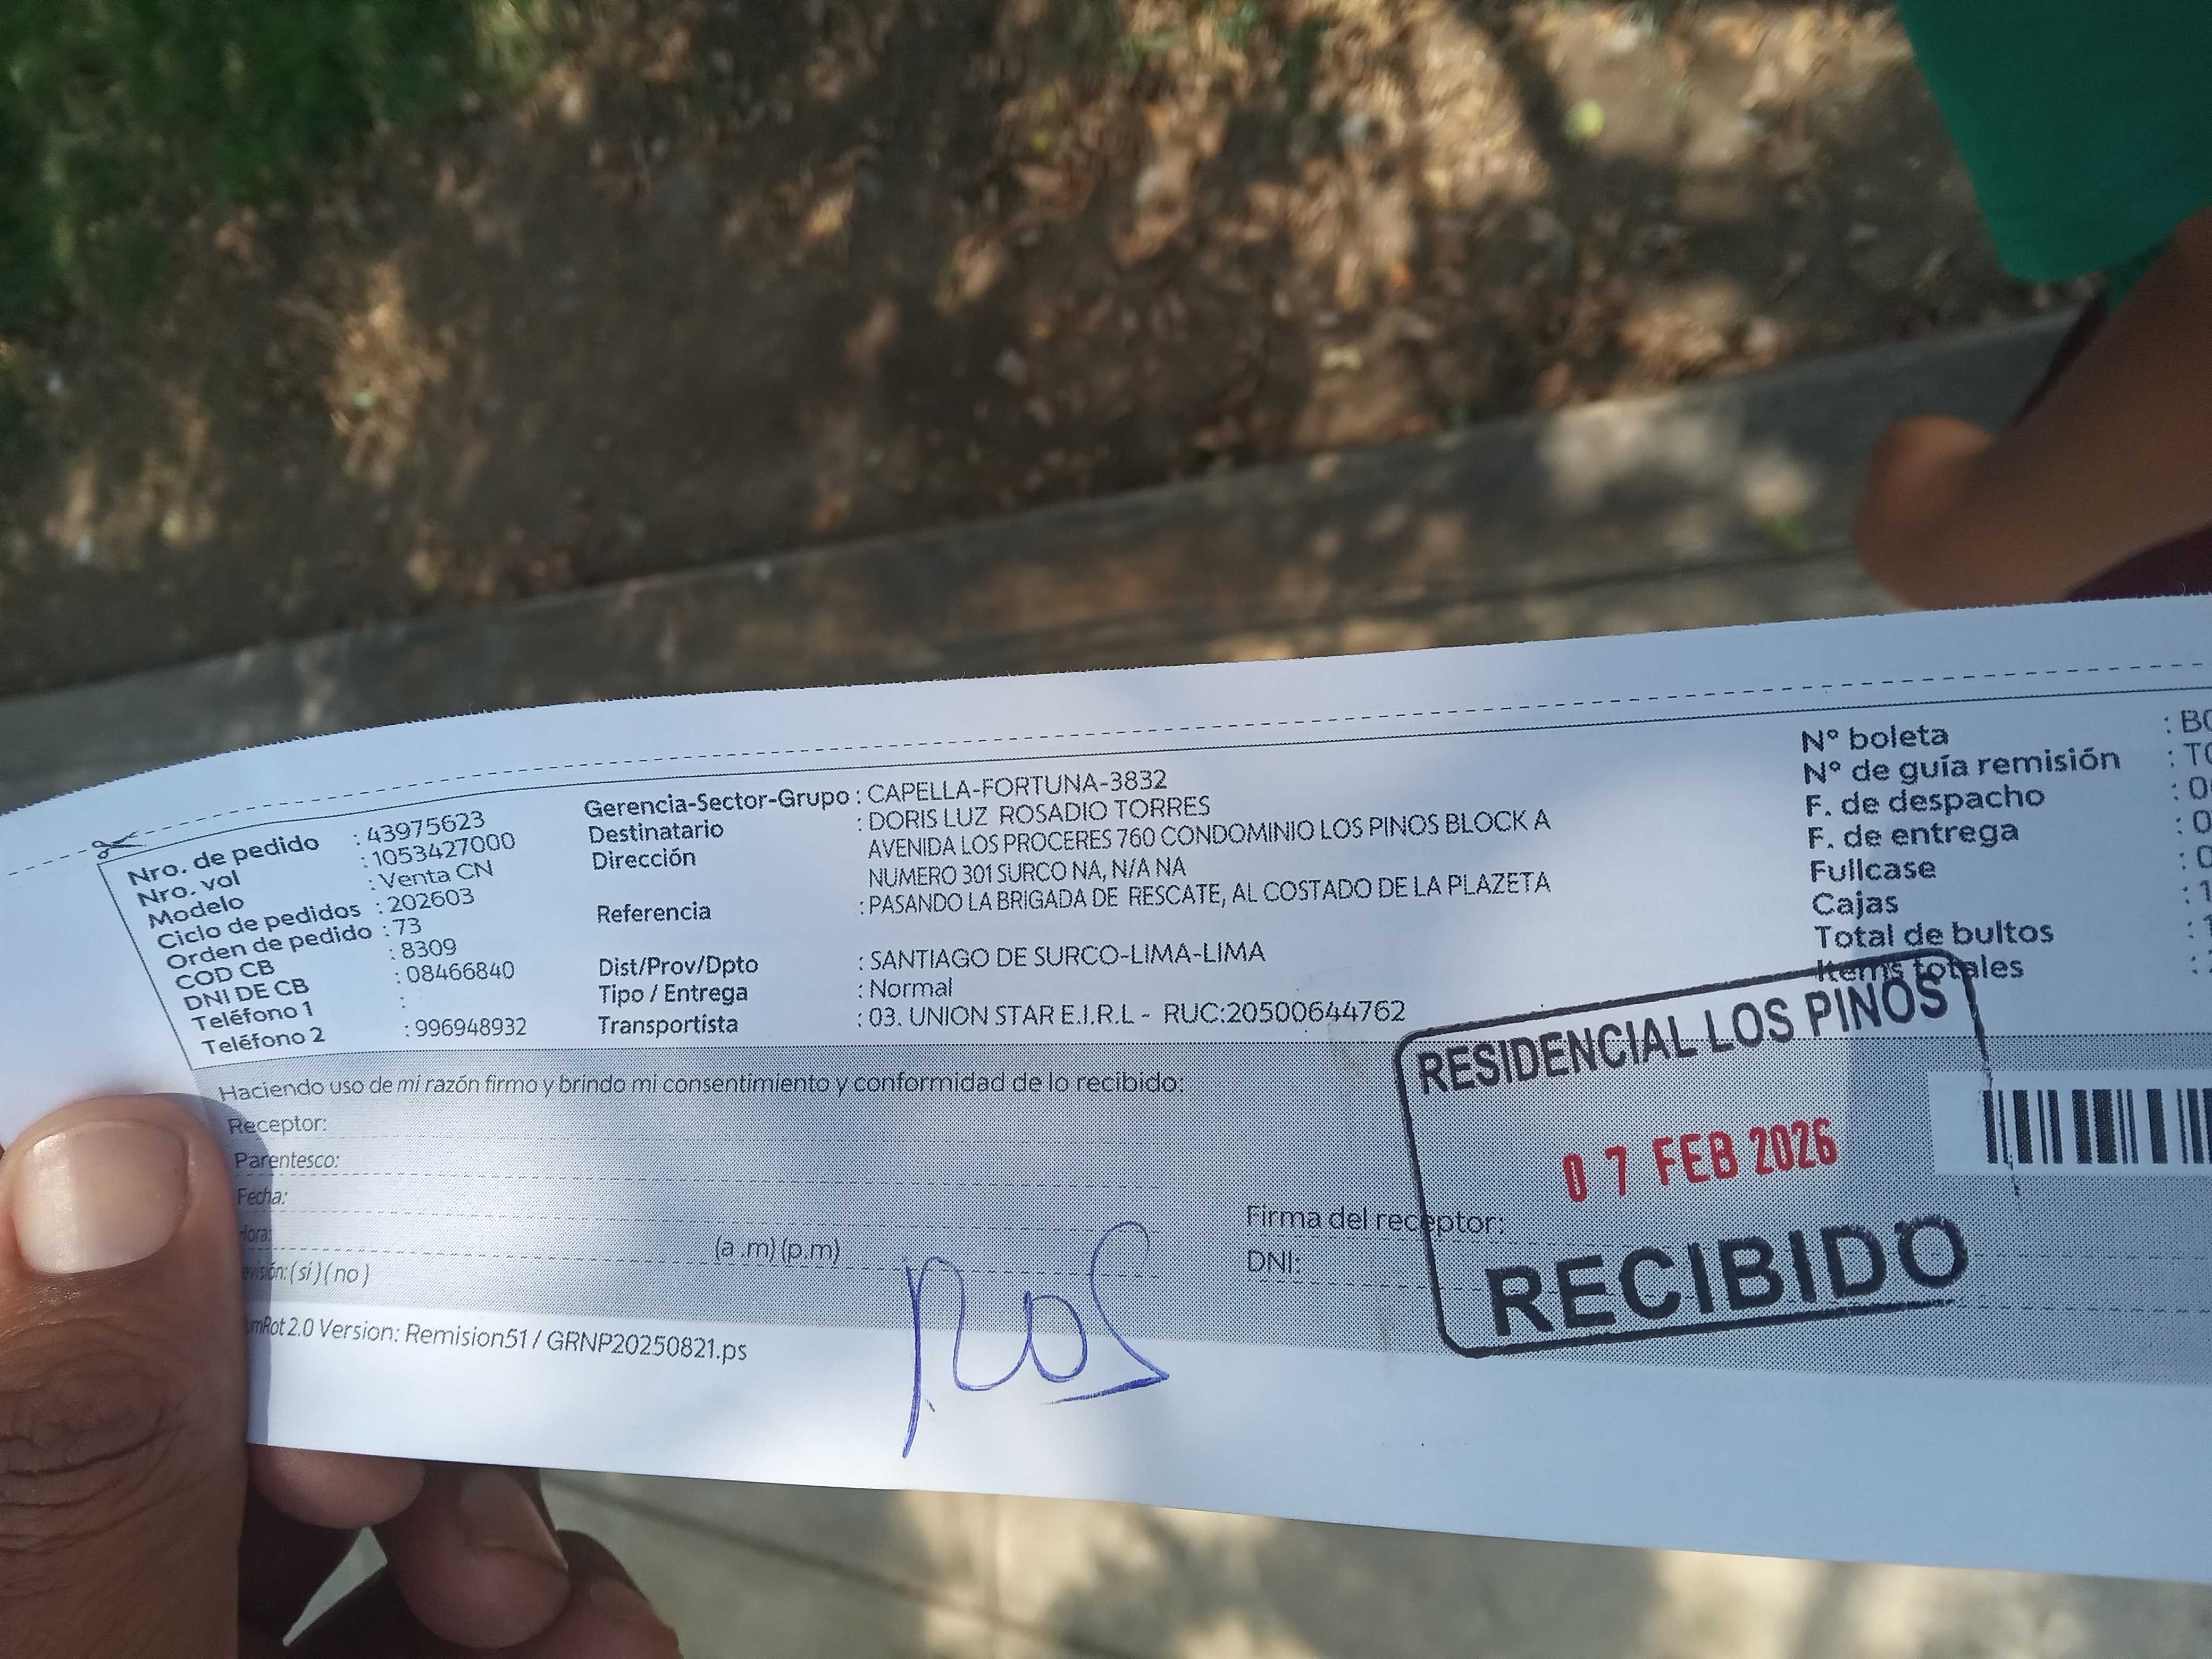 Nro. de pedido : 43975623
Nro. vol : 1053427000
Modelo : Venta CN
Ciclo de pedidos : 202603
Orden de pedido : 73
COD CB : 8309
DNI DE CB : 08466840
Teléfono 1 :
Teléfono 2 : 996948932
Gerencia-Sector-Grupo : CAPELLA-FORTUNA-3832
Destinatario : DORIS LUZ ROSADIO TORRES
Dirección AVENIDA LOS PROCERES 760 CONDOMINIO LOS PINOS BLOCK A
NUMERO 301 SURCO NA, N/A NA
Referencia : PASANDO LA BRIGADA DE RESCATE, AL COSTADO DE LA PLAZETA
Dist/Prov/Dpto : SANTIAGO DE SURCO-LIMA-LIMA
Tipo / Entrega : Normal
Transportista : 03. UNION STAR E.I.R.L - RUC:20500644762
N° boleta
N° de guía remisión
F. de despacho
F. de entrega
Fullcase
Cajas
Total de bultos
Items totales
Haciendo uso de mi razón firmo y brindo mi consentimiento y conformidad de lo recibido:
Receptor:
Parentesco:
Fecha:
(a .m) (p.m)
(si) (no)
Firma del receptor:
DNI:
RESIDENCIAL LOS PINOS
07 FEB 2026
RECIBIDO
2.0 Version: Remision51 / GRNP20250821.ps